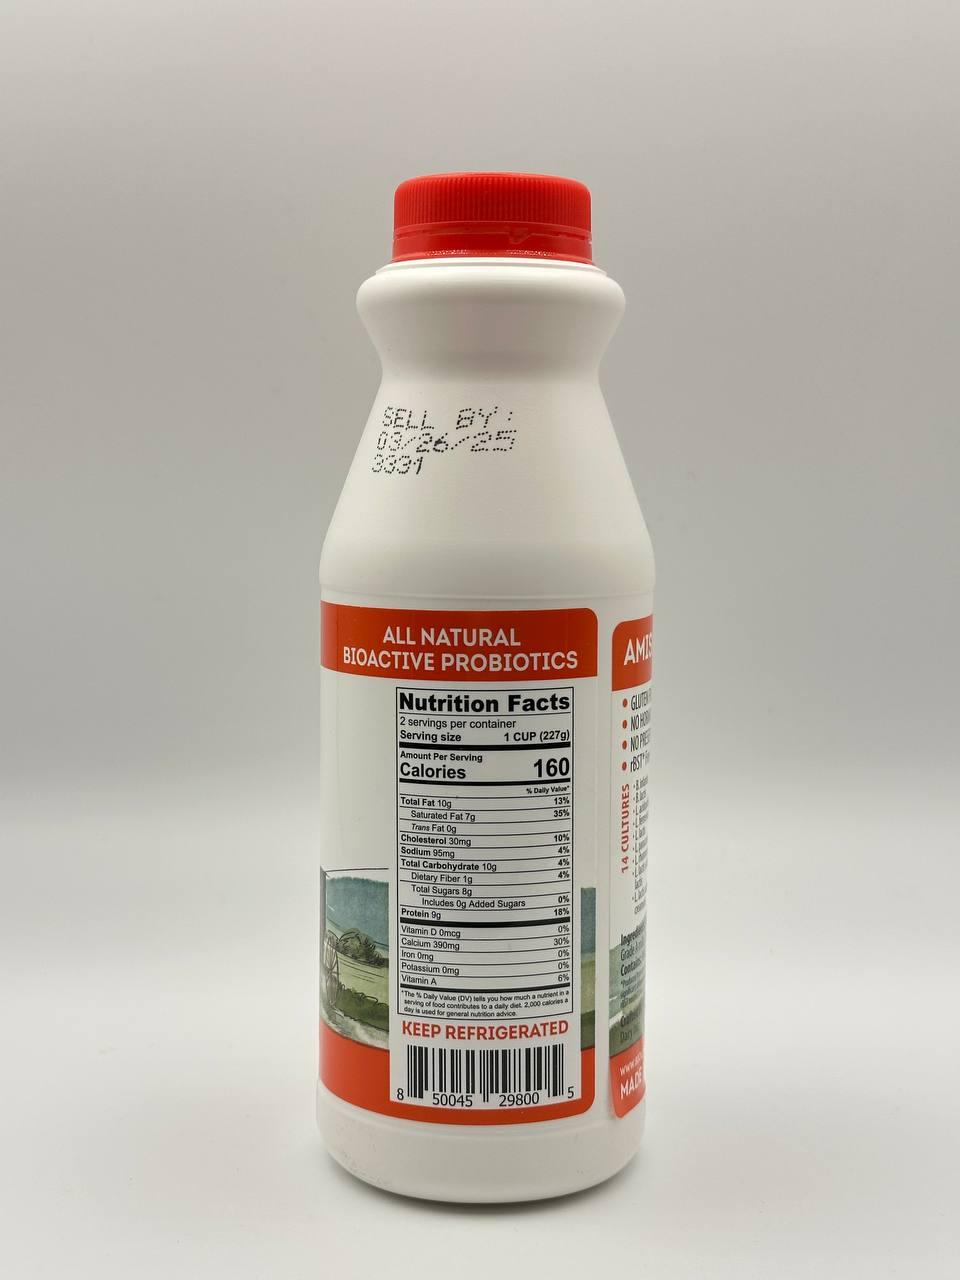 SELL BY:
03/26/25
3331
ALL NATURAL
BIOACTIVE PROBIOTICS
Nutrition Facts
2 servings per container
Serving size 1 CUP (227g)
Amount Per Serving
Calories 160
% Daily Value*
Total Fat 10g 13%
Saturated Fat 7g 35%
Trans Fat 0g
Cholesterol 30mg 10%
Sodium 95mg 4%
Total Carbohydrate 10g 4%
Dietary Fiber 1g 4%
Total Sugars 8g
Includes 0g Added Sugars 0%
Protein 9g 18%
Vitamin D 0mcg 0%
Calcium 390mg 30%
Iron 0mg 0%
Potassium 0mg 0%
Vitamin A 6%
*The % Daily Value (DV) tells you how much a nutrient in a
serving of food contributes to a daily diet. 2,000 calories a
day is used for general nutrition advice.
KEEP REFRIGERATED
8 50045 29800 5
AMIS
GLUTEN
NO
NO
rBST*
14 CULTURES
MADE